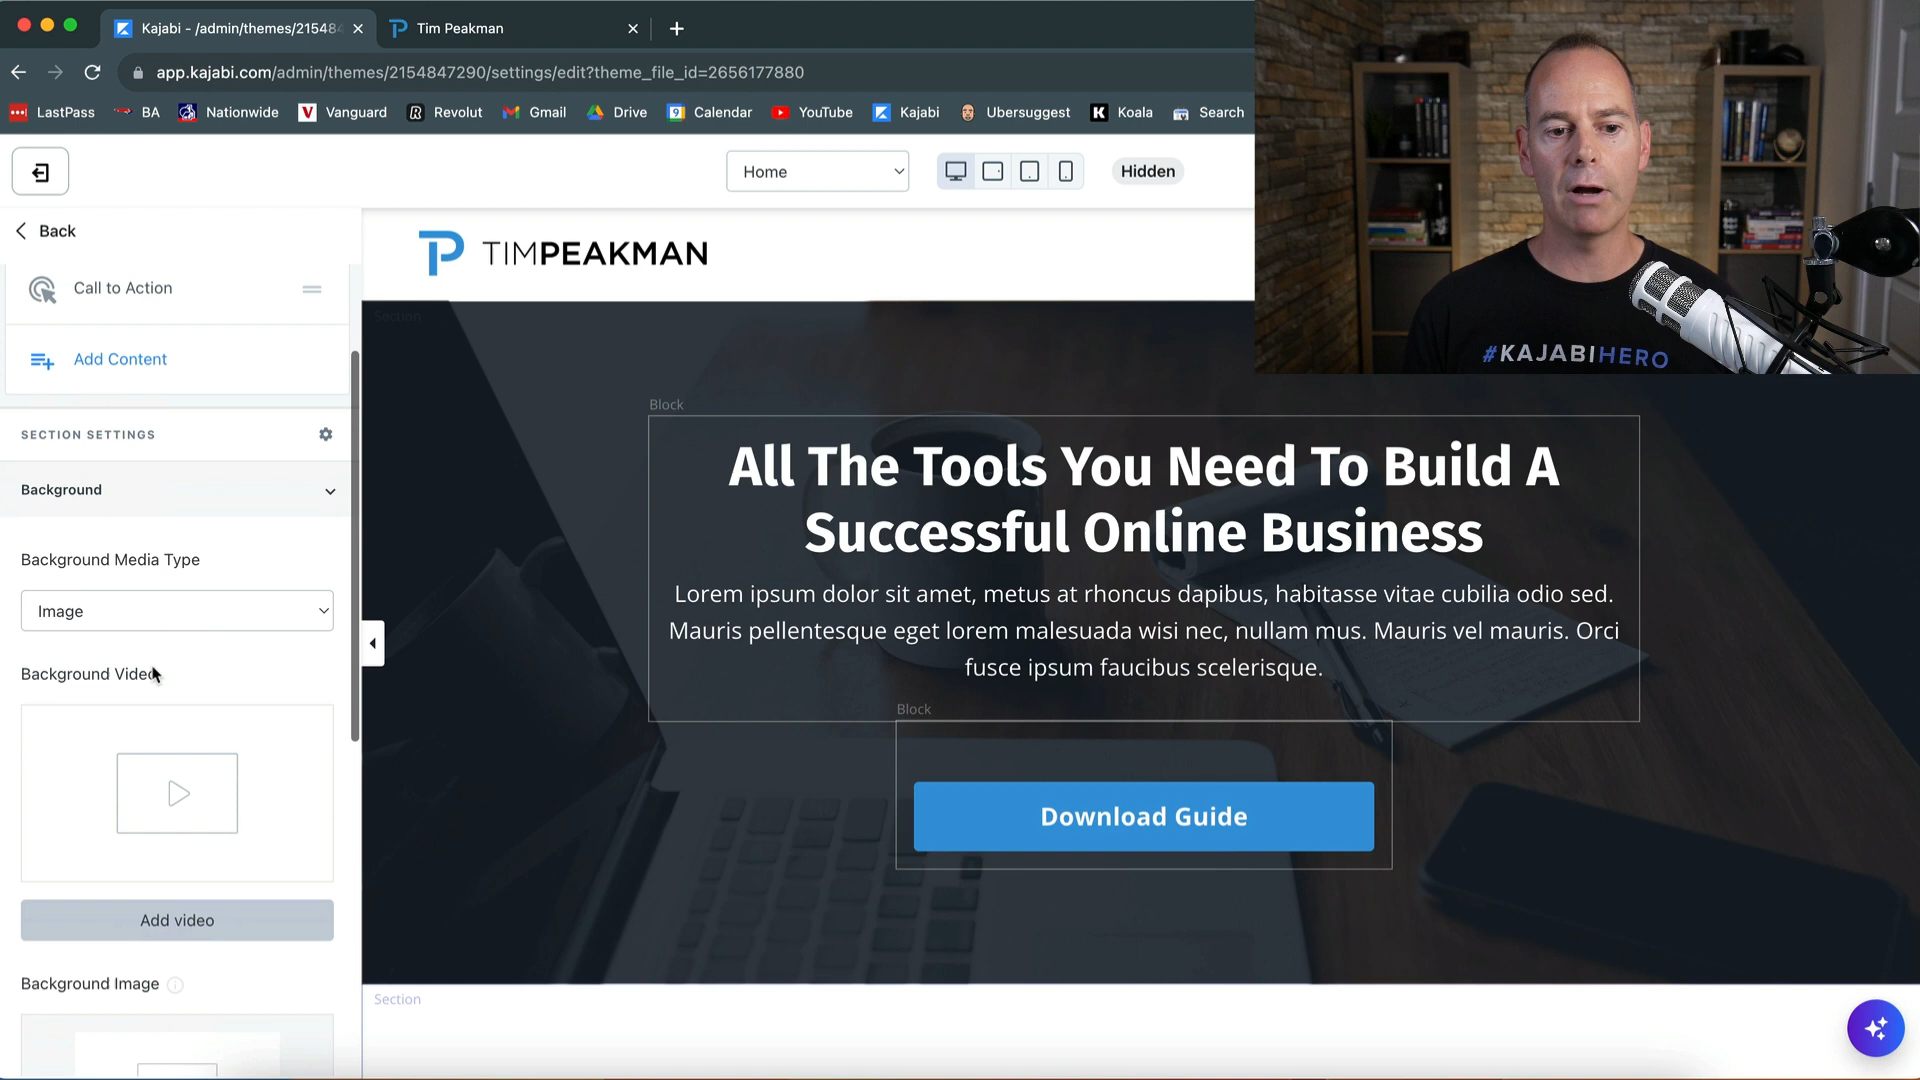 Kajabi - /admin/themes/21548
Tim Peakman
app.kajabi.com/admin/themes/2154847290/settings/edit?theme_file_id=2656177880
LastPass BA Nationwide Vanguard Revolut Gmail Drive Calendar YouTube Kajabi Ubersuggest Koala Search
Home
Hidden
Back
Call to Action
Add Content
SECTION SETTINGS
Background
Background Media Type
Image
Background Video
Add video
Background Image
TIMPEAKMAN
Section
Block
All The Tools You Need To Build A
Successful Online Business
Lorem ipsum dolor sit amet, metus at rhoncus dapibus, habitasse vitae cubilia odio sed.
Mauris pellentesque eget lorem malesuada wisi nec, nullam mus. Mauris vel mauris. Orci
fusce ipsum faucibus scelerisque.
Block
Download Guide
Section
#KAJABIHERO